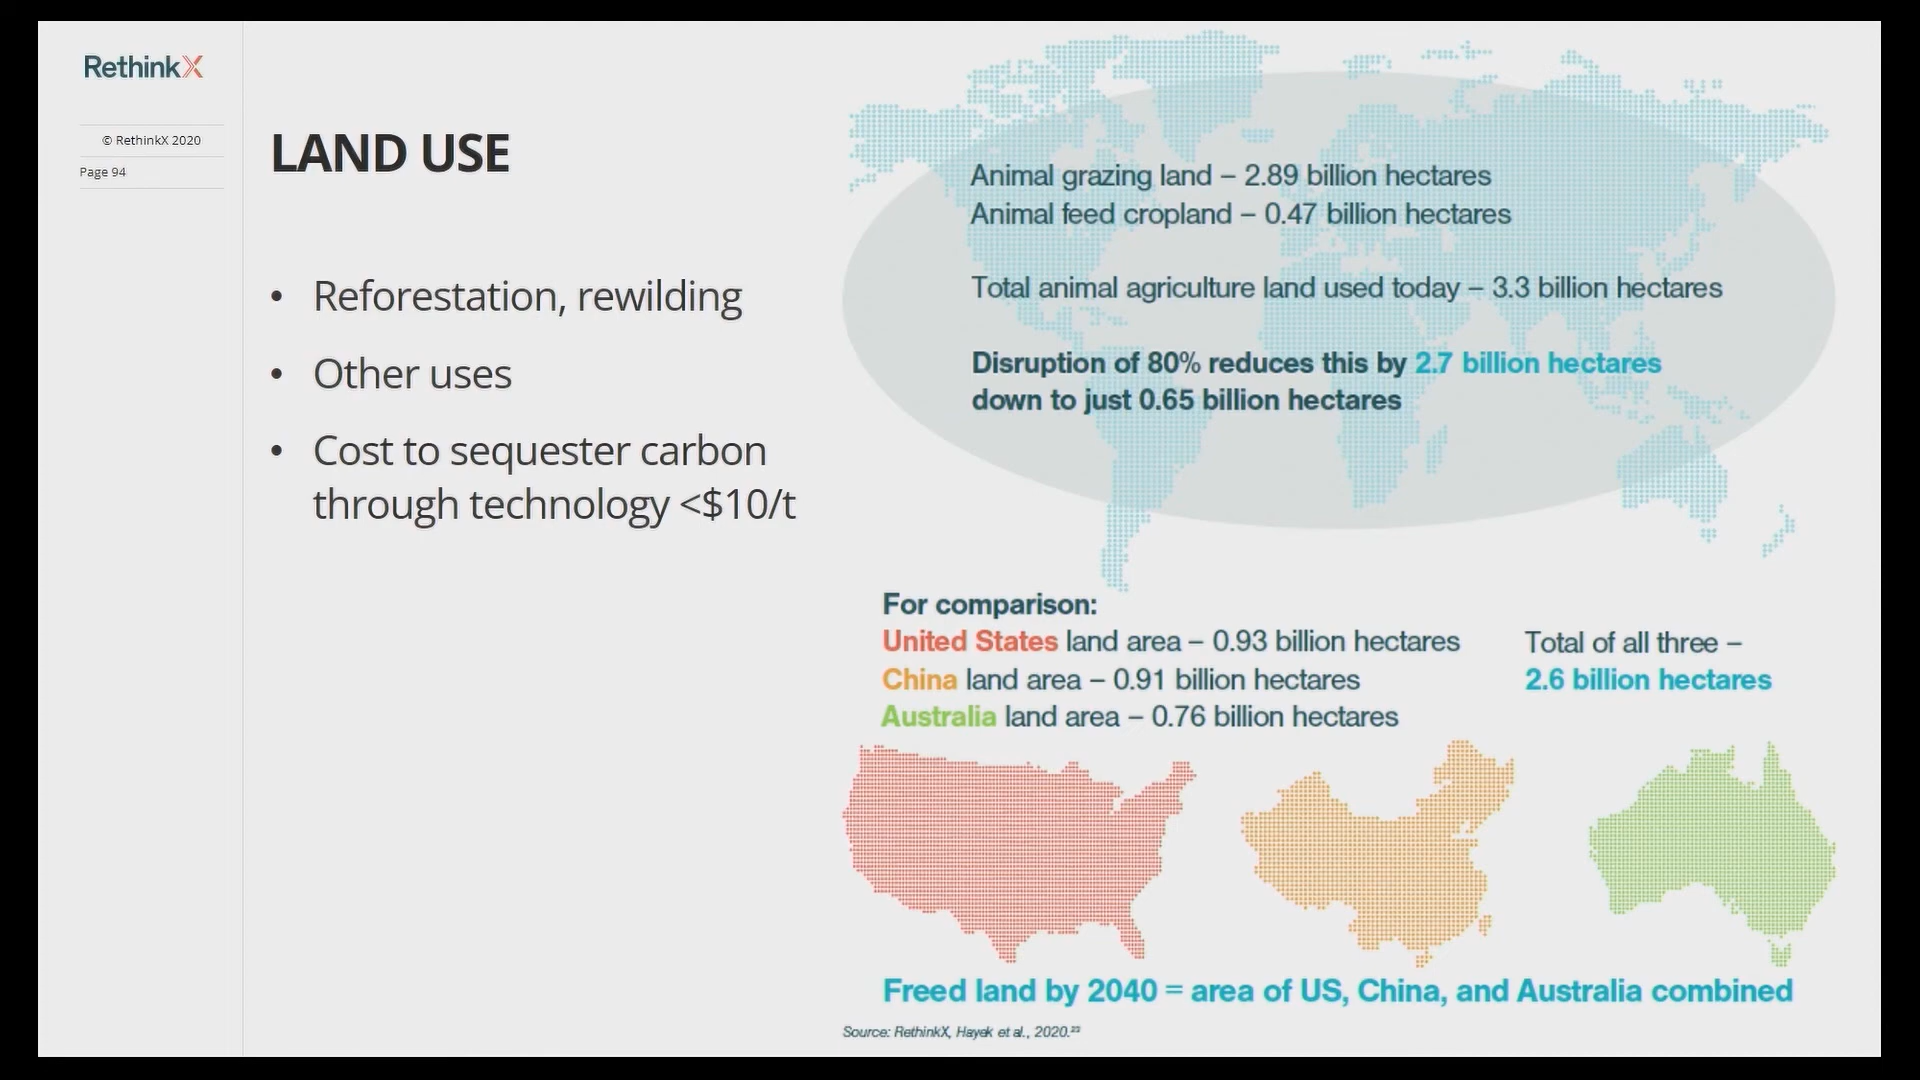 RethinkX
© RethinkX 2020
Page 94
LAND USE
• Reforestation, rewilding
• Other uses
• Cost to sequester carbon
through technology <$10/t
Animal grazing land – 2.89 billion hectares
Animal feed cropland – 0.47 billion hectares
Total animal agriculture land used today – 3.3 billion hectares
Disruption of 80% reduces this by 2.7 billion hectares
down to just 0.65 billion hectares
For comparison:
United States land area – 0.93 billion hectares
China land area – 0.91 billion hectares
Australia land area – 0.76 billion hectares
Total of all three –
2.6 billion hectares
Freed land by 2040 = area of US, China, and Australia combined
Source: RethinkX, Hayek et al., 2020.²³